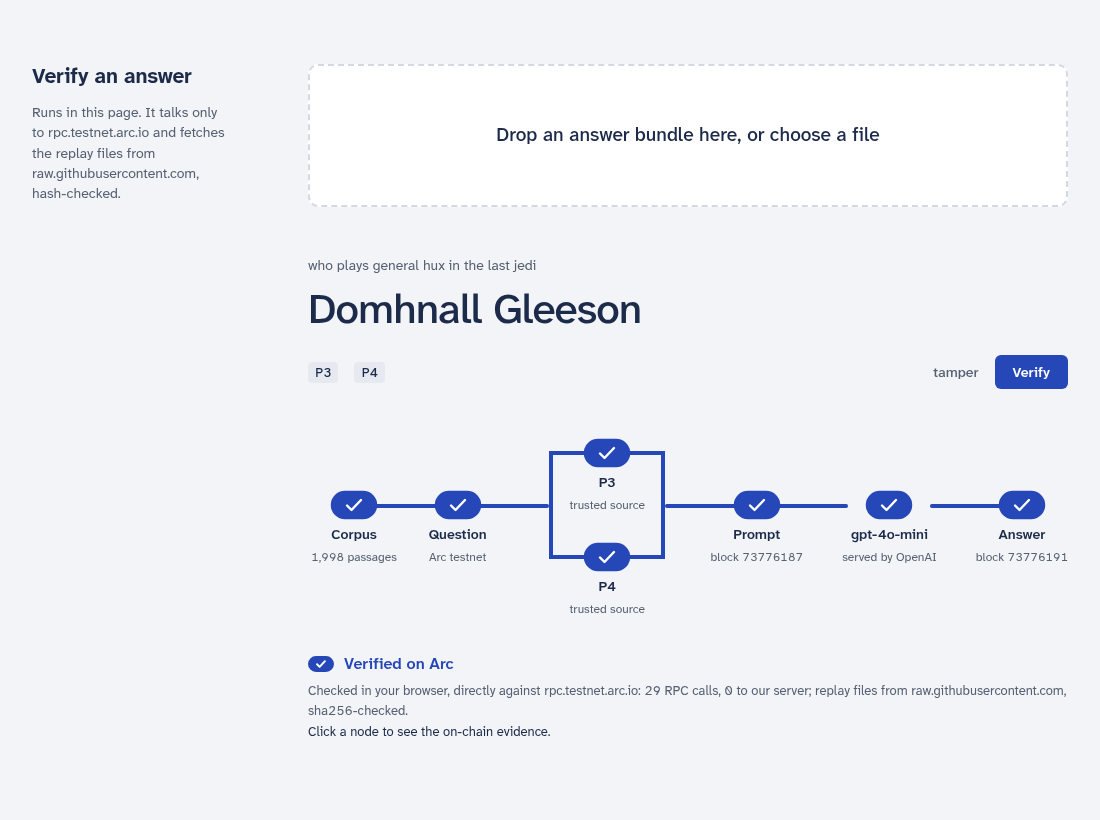 Verify an answer
Runs in this page. It talks only
to rpc.testnet.arc.io and fetches
the replay files from
raw.githubusercontent.com,
hash-checked.
Drop an answer bundle here, or choose a file
who plays general hux in the last jedi
Domhnall Gleeson
P3 P4
tamper Verify
Corpus
1,998 passages
Question
Arc testnet
P3
trusted source
P4
trusted source
Prompt
block 73776187
gpt-4o-mini
served by OpenAI
Answer
block 73776191
Verified on Arc
Checked in your browser, directly against rpc.testnet.arc.io: 29 RPC calls, 0 to our server; replay files from raw.githubusercontent.com,
sha256-checked.
Click a node to see the on-chain evidence.